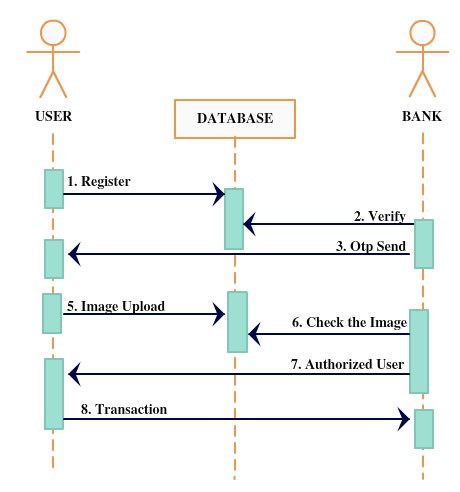 USER
DATABASE
BANK
1. Register
2. Verify
3. Otp Send
5. Image Upload
6. Check the Image
7. Authorized User
8. Transaction